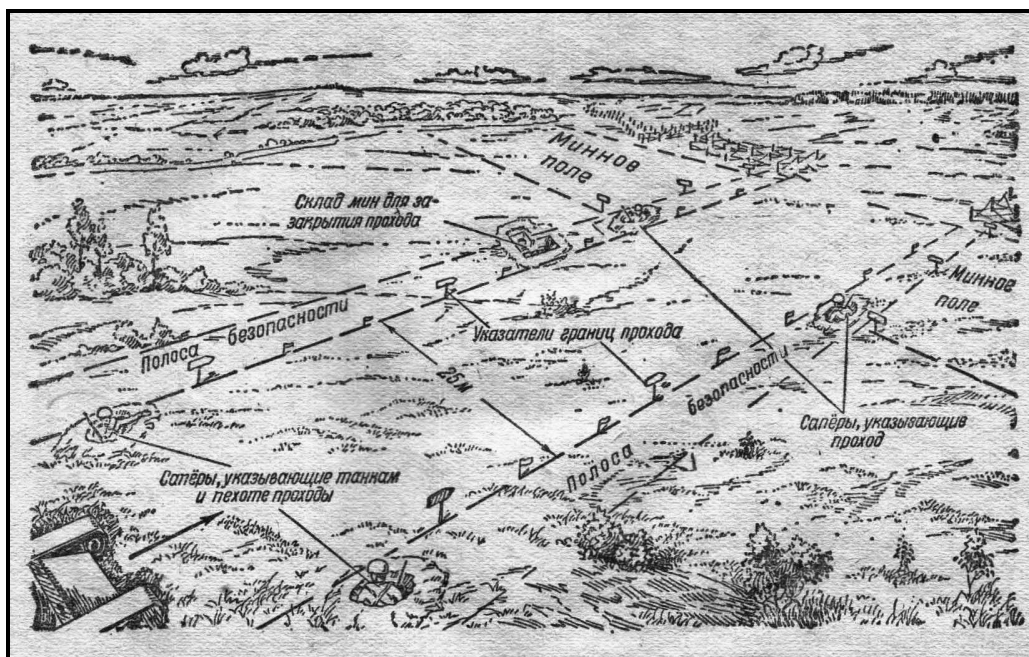 Минное
поле
Склад мин для за-
закрытия прохода
Минное
поле
Полоса безопасности
Указатели границ прохода
25 м
Полоса безопасности
Сапёры, указывающие
проход
Сапёры, указывающие танкам
и пехоте проходы